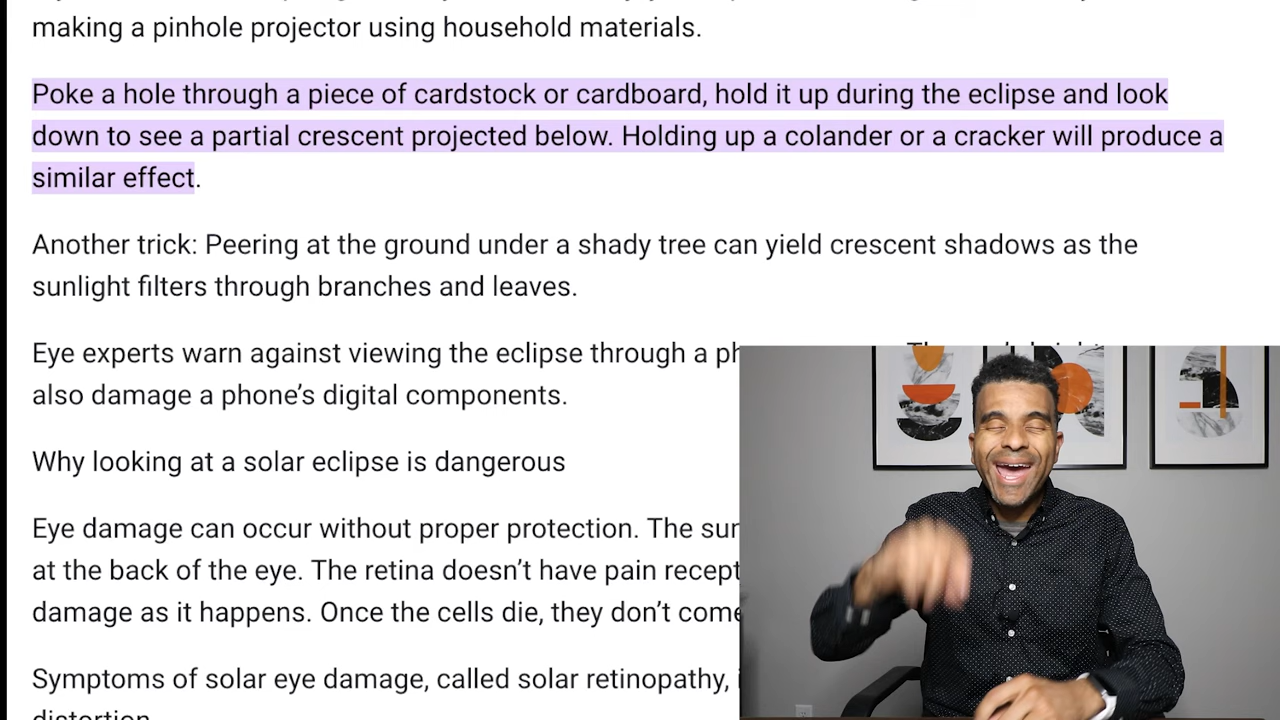 making a pinhole projector using household materials.
Poke a hole through a piece of cardstock or cardboard, hold it up during the eclipse and look
down to see a partial crescent projected below. Holding up a colander or a cracker will produce a
similar effect.
Another trick: Peering at the ground under a shady tree can yield crescent shadows as the
sunlight filters through branches and leaves.
Eye experts warn against viewing the eclipse through a
also damage a phone’s digital components.
Why looking at a solar eclipse is dangerous
Eye damage can occur without proper protection. The
at the back of the eye. The retina doesn’t have pain
damage as it happens. Once the cells die, they don’t
Symptoms of solar eye damage, called solar retinopathy,
distortion